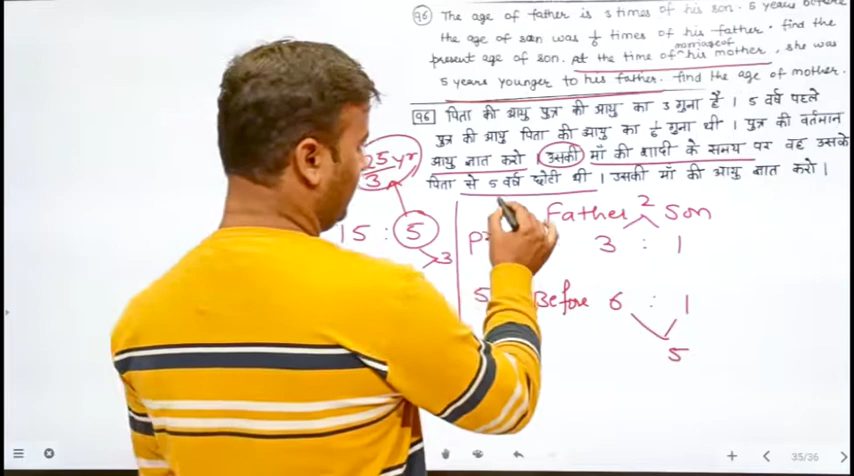 96 The age of father is 3 times of his son. 5 years before
the age of son was 1/6 times of his father. find the
marriage of
present age of son. At the time of ^ his mother, she was
5 years younger to his father. find the age of mother.
96 पिता की आयु पुत्र की आयु का 3 गुना है । 5 वर्ष पहले
पुत्र की आयु पिता की आयु का 1/6 गुना थी । पुत्र की वर्तमान
आयु ज्ञात करो । उसकी माँ की शादी के समय पर वह उसके
पिता से 5 वर्ष छोटी थी । उसकी माँ की आयु ज्ञात करो ।
25 yr
3
15 : 5
3
Father 2 Son
3 : 1
5 Before 6 : 1
5
35/36